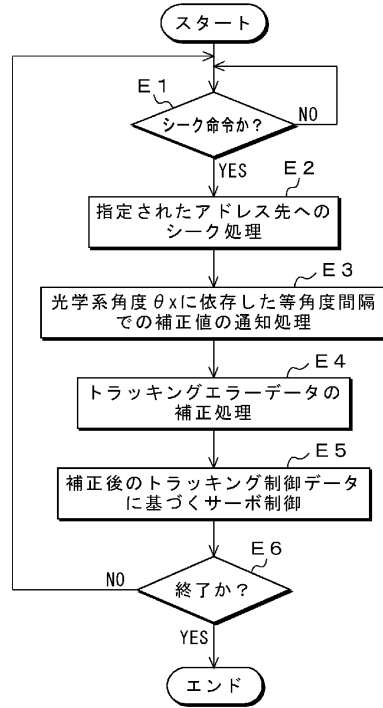 スタート
E1
シーク命令か?
NO
YES
E2
指定されたアドレス先への
シーク処理
E3
光学系角度θxに依存した等角度間隔
での補正値の通知処理
E4
トラッキングエラーデータの
補正処理
E5
補正後のトラッキング制御データ
に基づくサーボ制御
E6
終了か?
NO
YES
エンド